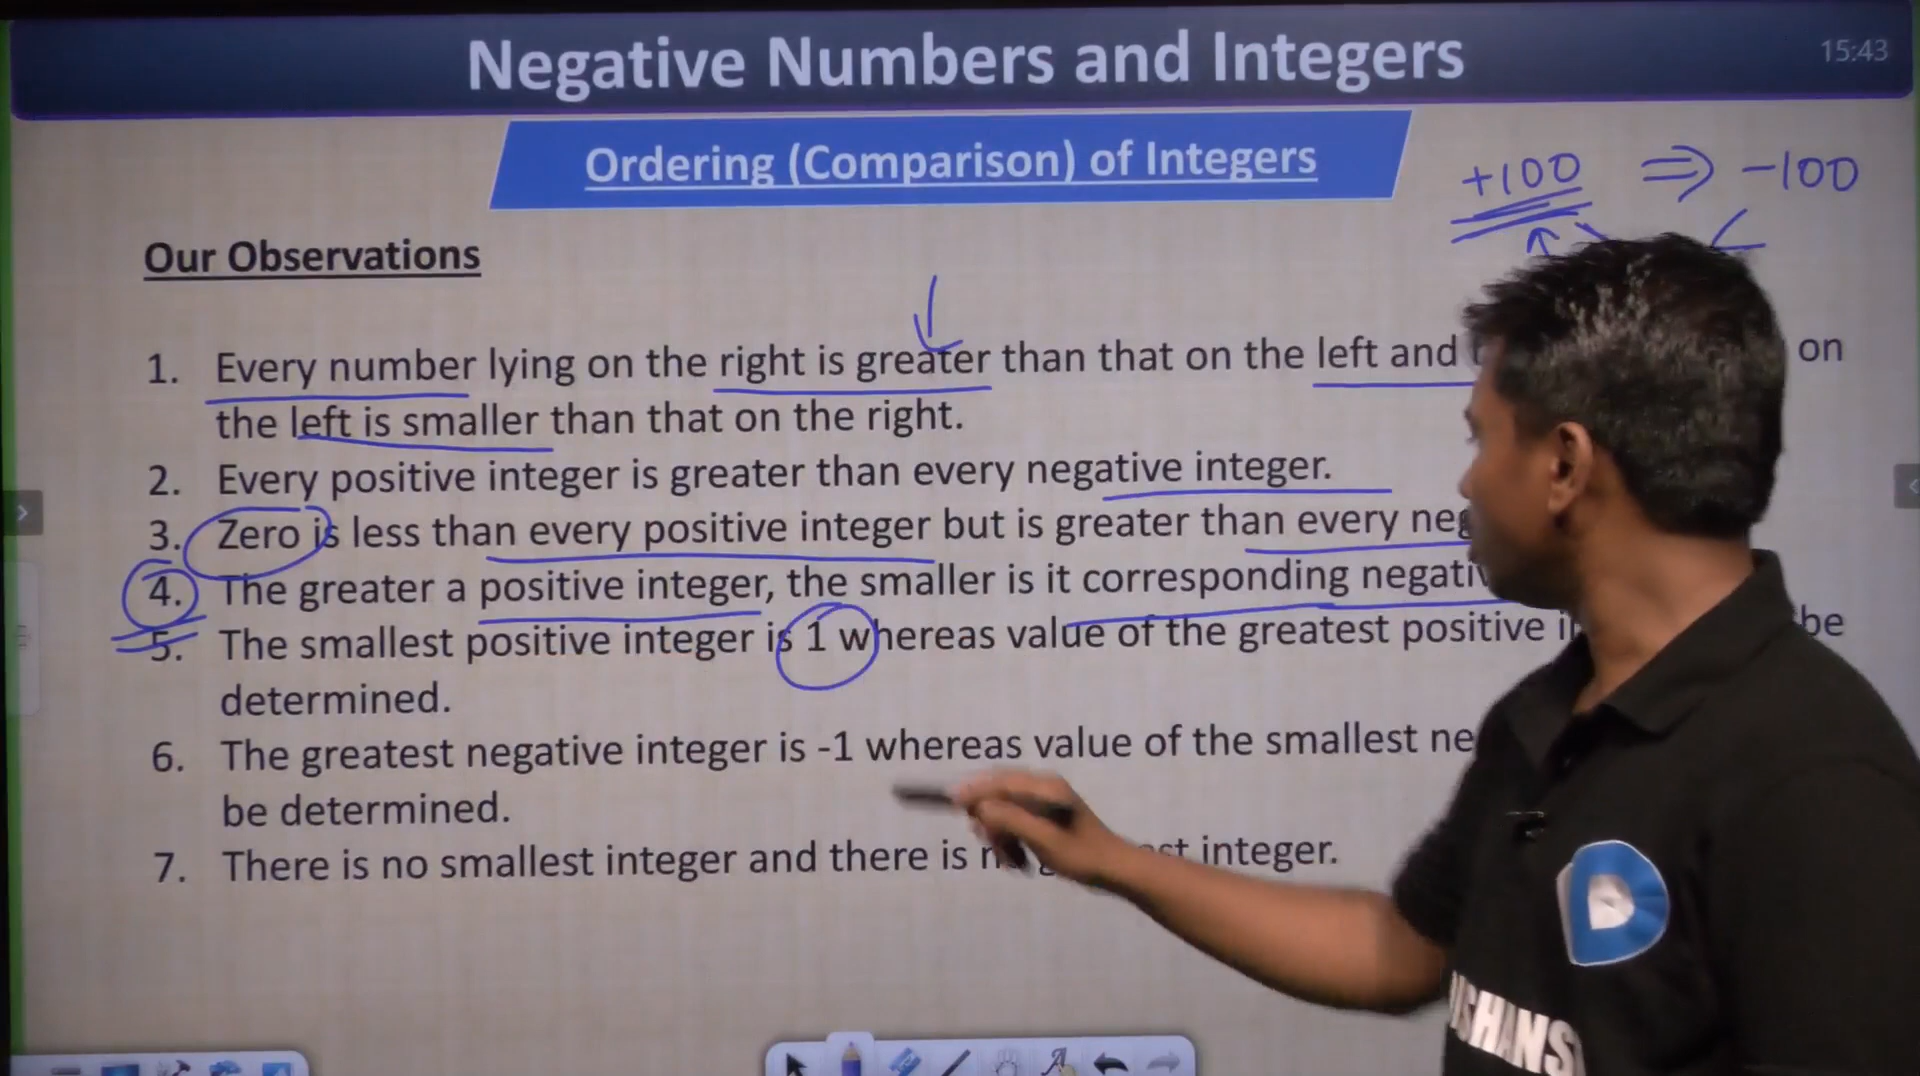 Negative Numbers and Integers
15:43
Ordering (Comparison) of Integers
+100 ⇒ -100
Our Observations
1. Every number lying on the right is greater than that on the left and on
the left is smaller than that on the right.
2. Every positive integer is greater than every negative integer.
3. Zero is less than every positive integer but is greater than every
4. The greater a positive integer, the smaller is it corresponding
5. The smallest positive integer is 1 whereas value of the greatest positive be
determined.
6. The greatest negative integer is -1 whereas value of the smallest
be determined.
7. There is no smallest integer and there is integer.